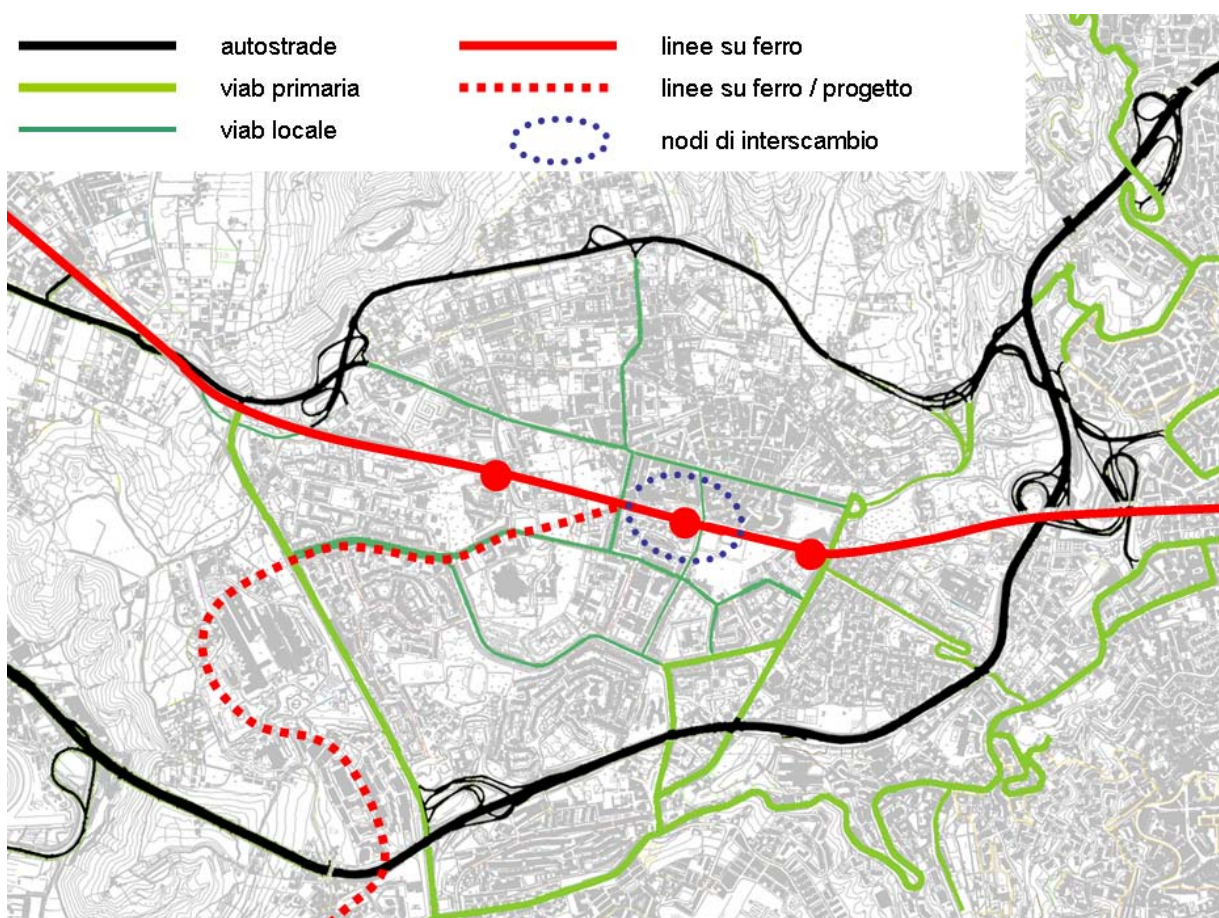 autostrade
viab primaria
viab locale
linee su ferro
linee su ferro / progetto
nodi di interscambio